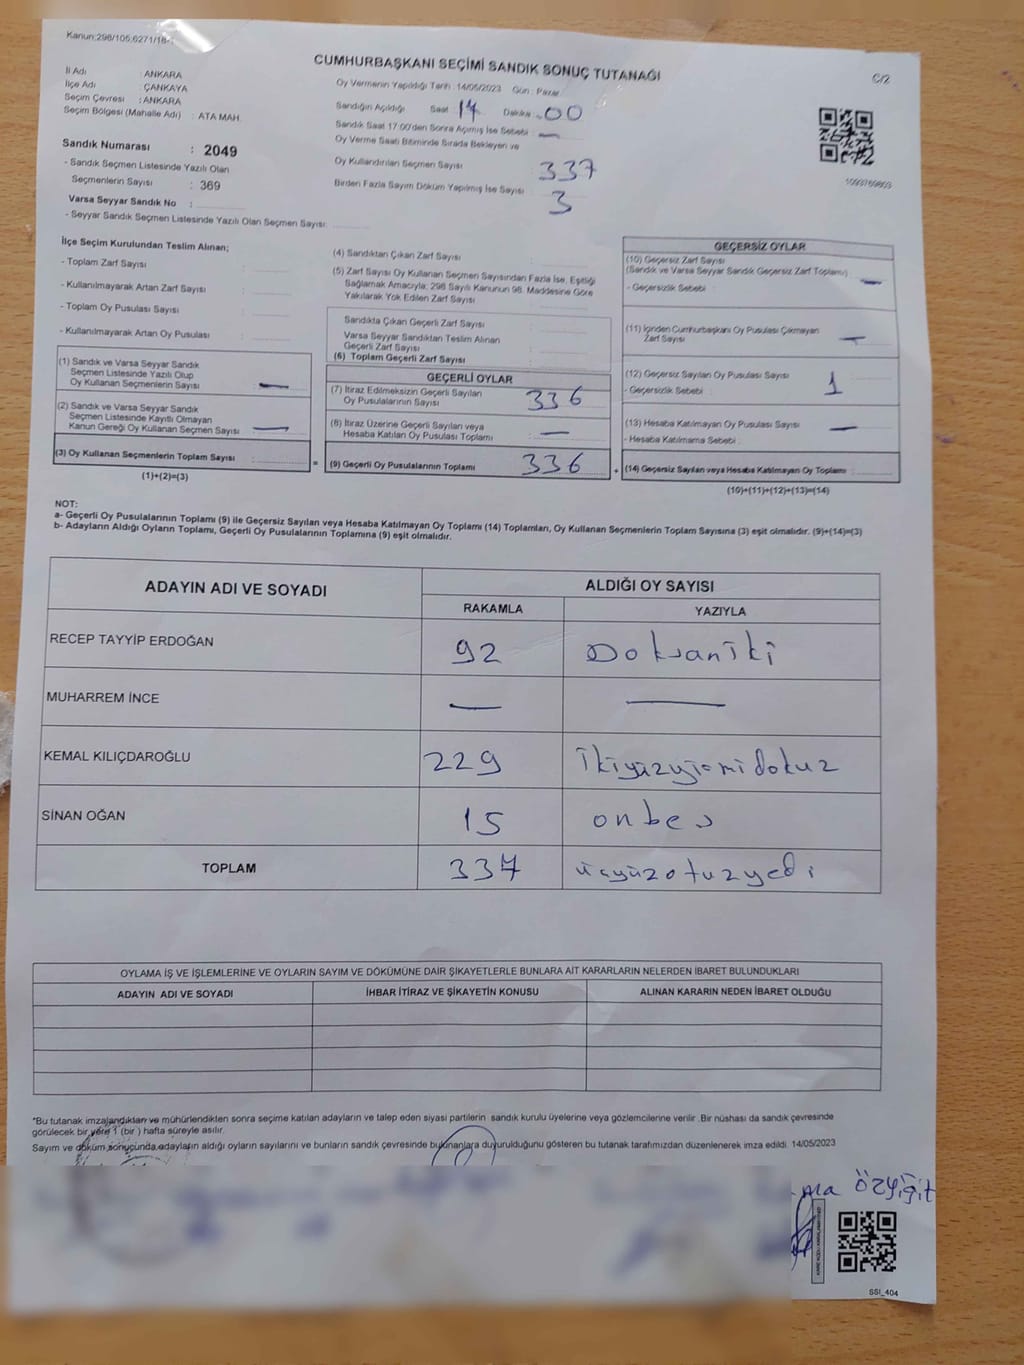 Kanun:298/105,6271/18-1
CUMHURBAŞKANI SEÇİMİ SANDIK SONUÇ TUTANAĞI
C/2
İl Adı : ANKARA
İlçe Adı : ÇANKAYA
Seçim Çevresi : ANKARA
Seçim Bölgesi (Mahalle Adı) : ATA MAH.
Sandık Numarası : 2049
- Sandık Seçmen Listesinde Yazılı Olan
Seçmenlerin Sayısı : 369
Varsa Seyyar Sandık No :
- Seyyar Sandık Seçmen Listesinde Yazılı Olan Seçmen Sayısı:
Oy Vermenin Yapıldığı Tarih : 14/05/2023 Gün : Pazar
Sandığın Açıldığı Saat : 17 Dakika : 00
Sandık Saat 17:00'den Sonra Açılmış İse Sebebi : —
Oy Verme Saati Bitiminde Sırada Bekleyen ve
Oy Kullandırılan Seçmen Sayısı : 337
Birden Fazla Sayım Döküm Yapılmış İse Sayısı : 3
1093769803
İlçe Seçim Kurulundan Teslim Alınan;
- Toplam Zarf Sayısı :
- Kullanılmayarak Artan Zarf Sayısı :
- Toplam Oy Pusulası Sayısı :
- Kullanılmayarak Artan Oy Pusulası :
(1) Sandık ve Varsa Seyyar Sandık
Seçmen Listesinde Yazılı Olup
Oy Kullanan Seçmenlerin Sayısı : —
(2) Sandık ve Varsa Seyyar Sandık
Seçmen Listesinde Kayıtlı Olmayan
Kanun Gereği Oy Kullanan Seçmen Sayısı : —
(3) Oy Kullanan Seçmenlerin Toplam Sayısı :
(1)+(2)=(3)
(4) Sandıktan Çıkan Zarf Sayısı :
(5) Zarf Sayısı Oy Kullanan Seçmen Sayısından Fazla İse, Eşitliği
Sağlamak Amacıyla; 298 Sayılı Kanunun 98. Maddesine Göre
Yakılarak Yok Edilen Zarf Sayısı :
Sandıkta Çıkan Geçerli Zarf Sayısı :
Varsa Seyyar Sandıktan Teslim Alınan
Geçerli Zarf Sayısı :
(6) Toplam Geçerli Zarf Sayısı :
GEÇERLİ OYLAR
(7) İtiraz Edilmeksizin Geçerli Sayılan
Oy Pusulalarının Sayısı : 336
(8) İtiraz Üzerine Geçerli Sayılan veya
Hesaba Katılan Oy Pusulası Toplamı : —
= (9) Geçerli Oy Pusulalarının Toplamı 336 +
GEÇERSİZ OYLAR
(10) Geçersiz Zarf Sayısı
(Sandık ve Varsa Seyyar Sandık Geçersiz Zarf Toplamı) : —
- Geçersizlik Sebebi :
(11) İçinden Cumhurbaşkanı Oy Pusulası Çıkmayan
Zarf Sayısı : —
(12) Geçersiz Sayılan Oy Pusulası Sayısı : 1
- Geçersizlik Sebebi :
(13) Hesaba Katılmayan Oy Pusulası Sayısı : —
- Hesaba Katılmama Sebebi :
(14) Geçersiz Sayılan veya Hesaba Katılmayan Oy Toplamı :
(10)+(11)+(12)+(13)=(14)
NOT:
a- Geçerli Oy Pusulalarının Toplamı (9) ile Geçersiz Sayılan veya Hesaba Katılmayan Oy Toplamı (14) Toplamları, Oy Kullanan Seçmenlerin Toplam Sayısına (3) eşit olmalıdır. (9)+(14)=(3)
b- Adayların Aldığı Oyların Toplamı, Geçerli Oy Pusulalarının Toplamına (9) eşit olmalıdır.
ADAYIN ADI VE SOYADI ALDIĞI OY SAYISI
RAKAMLA YAZIYLA
RECEP TAYYİP ERDOĞAN 92 Doksaniki
MUHARREM İNCE — —
KEMAL KILIÇDAROĞLU 229 İkiyüzyirmidokuz
SİNAN OĞAN 15 onbeş
TOPLAM 337 üçyüzotuzyedi
OYLAMA İŞ VE İŞLEMLERİNE VE OYLARIN SAYIM VE DÖKÜMÜNE DAİR ŞİKAYETLERLE BUNLARA AİT KARARLARIN NELERDEN İBARET BULUNDUKLARI
ADAYIN ADI VE SOYADI İHBAR İTİRAZ VE ŞİKAYETİN KONUSU ALINAN KARARIN NEDEN İBARET OLDUĞU
*Bu tutanak imzalandıktan ve mühürlendikten sonra seçime katılan adayların ve talep eden siyasi partilerin sandık kurulu üyelerine veya gözlemcilerine verilir .Bir nüshası da sandık çevresinde
görülecek bir yere 1 (bir ) hafta süreyle asılır.
Sayım ve döküm sonucunda adayların aldığı oyların sayılarını ve bunların sandık çevresinde bulunanlara duyurulduğunu gösteren bu tutanak tarafımızdan düzenlenerek imza edildi. 14/05/2023
özyiğit
SSI_404